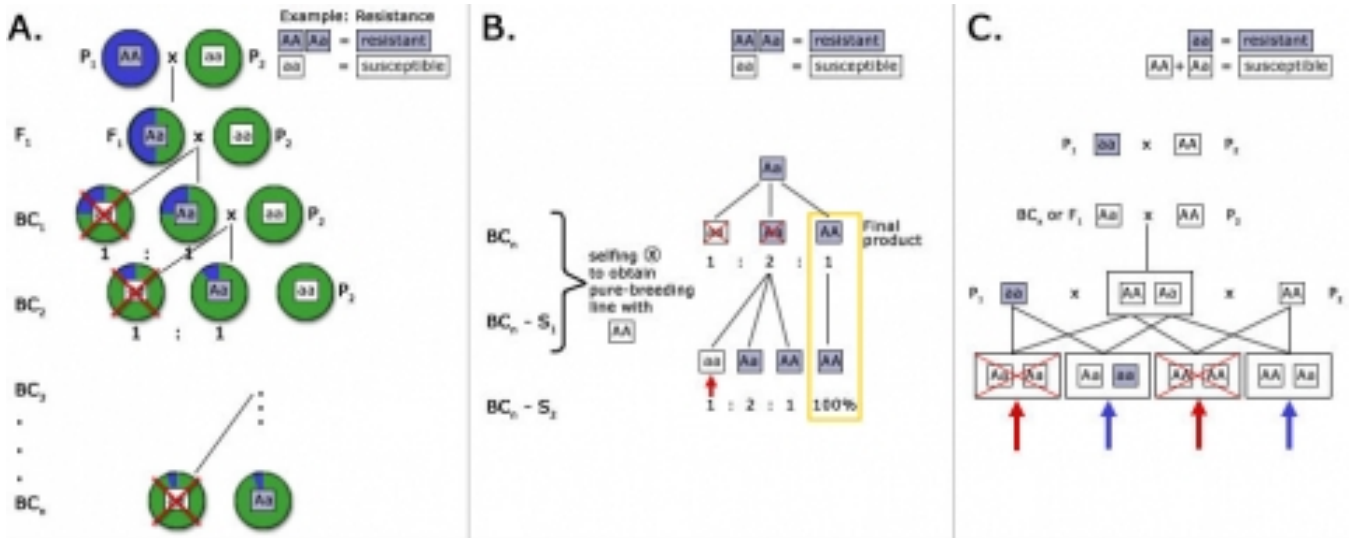 A.
Example: Resistance
AA Aa = resistant
aa = susceptible
P₁ AA x aa P₂
F₁ F₁ Aa x aa P₂
BC₁ Aa x aa P₂
1 : 1
BC₂ Aa aa P₂
1 : 1
BC₃
BCₙ Aa
B.
AA Aa = resistant
aa = susceptible
Aa
BCₙ aa Aa AA Final
product
1 : 2 : 1
selfing ⓧ
to obtain
pure-breeding
line with
AA
BCₙ - S₁
aa Aa AA AA
BCₙ - S₂ 1 : 2 : 1 100%
C.
aa = resistant
AA + Aa = susceptible
P₁ aa x AA P₂
BCₙ or F₁ Aa x AA P₂
P₁ aa x AA Aa x AA P₂
Aa Aa Aa aa AA AA AA Aa